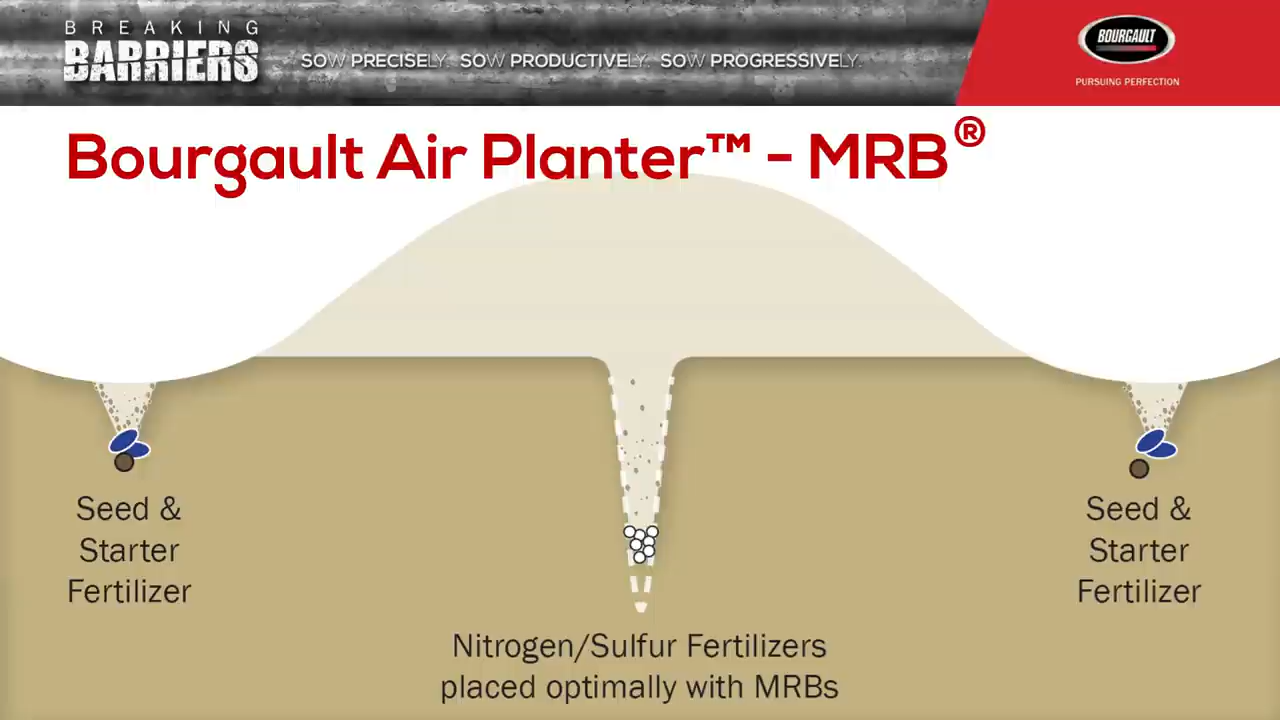 BREAKING
BARRIERS
SOW PRECISELY. SOW PRODUCTIVELY. SOW PROGRESSIVELY.
BOURGAULT
PURSUING PERFECTION
Bourgault Air Planter™ - MRB®
Seed &
Starter
Fertilizer
Seed &
Starter
Fertilizer
Nitrogen/Sulfur Fertilizers
placed optimally with MRBs